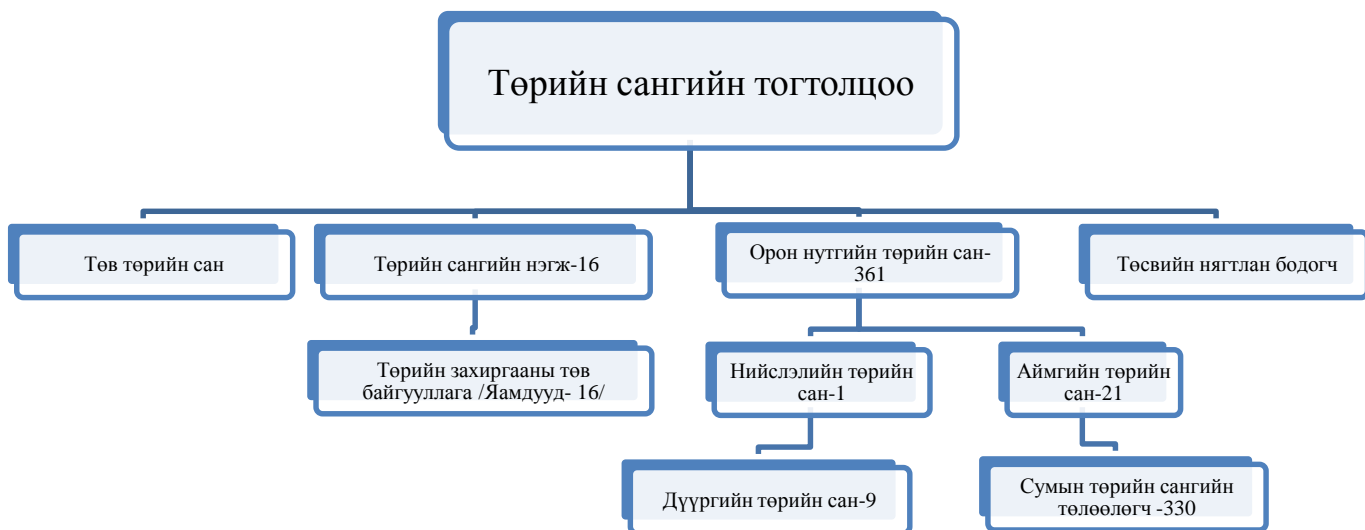 Төрийн сангийн тогтолцоо
Төв төрийн сан
Төрийн сангийн нэгж-16
Орон нутгийн төрийн сан-
361
Төсвийн нягтлан бодогч
Төрийн захиргааны төв
байгууллага /Яамдууд- 16/
Нийслэлийн төрийн
сан-1
Аймгийн төрийн
сан-21
Дүүргийн төрийн сан-9
Сумын төрийн сангийн
төлөөлөгч -330